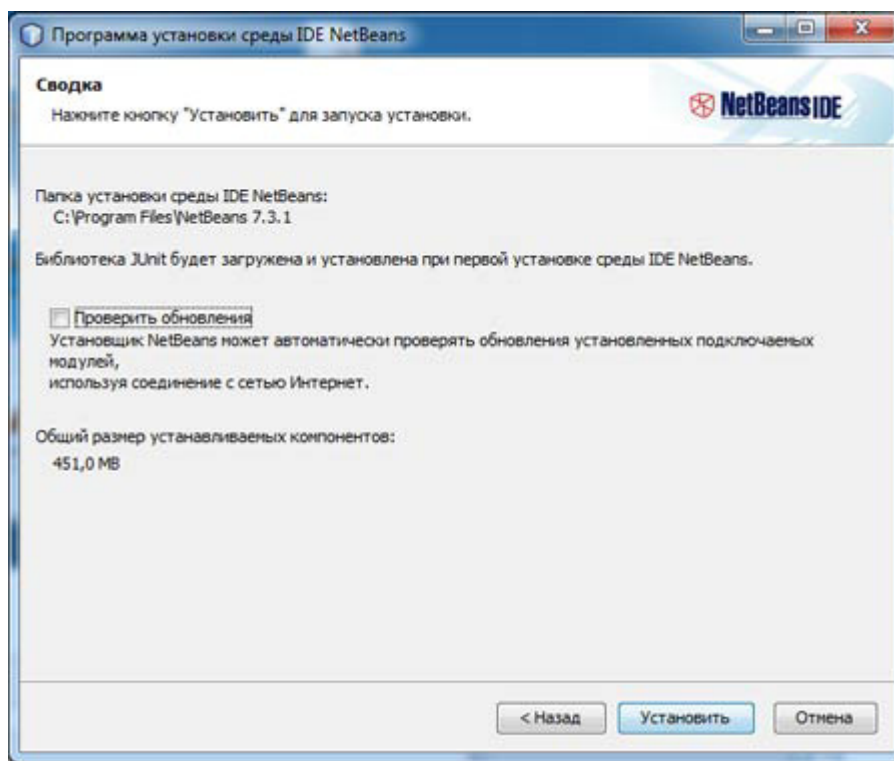 Программа установки среды IDE NetBeans
Сводка
Нажмите кнопку "Установить" для запуска установки.
NetBeans IDE
Папка установки среды IDE NetBeans:
C:\Program Files\NetBeans 7.3.1
Библиотека JUnit будет загружена и установлена при первой установке среды IDE NetBeans.
Проверить обновления
Установщик NetBeans может автоматически проверять обновления установленных подключаемых
модулей,
используя соединение с сетью Интернет.
Общий размер устанавливаемых компонентов:
451,0 MB
< Назад
Установить
Отмена